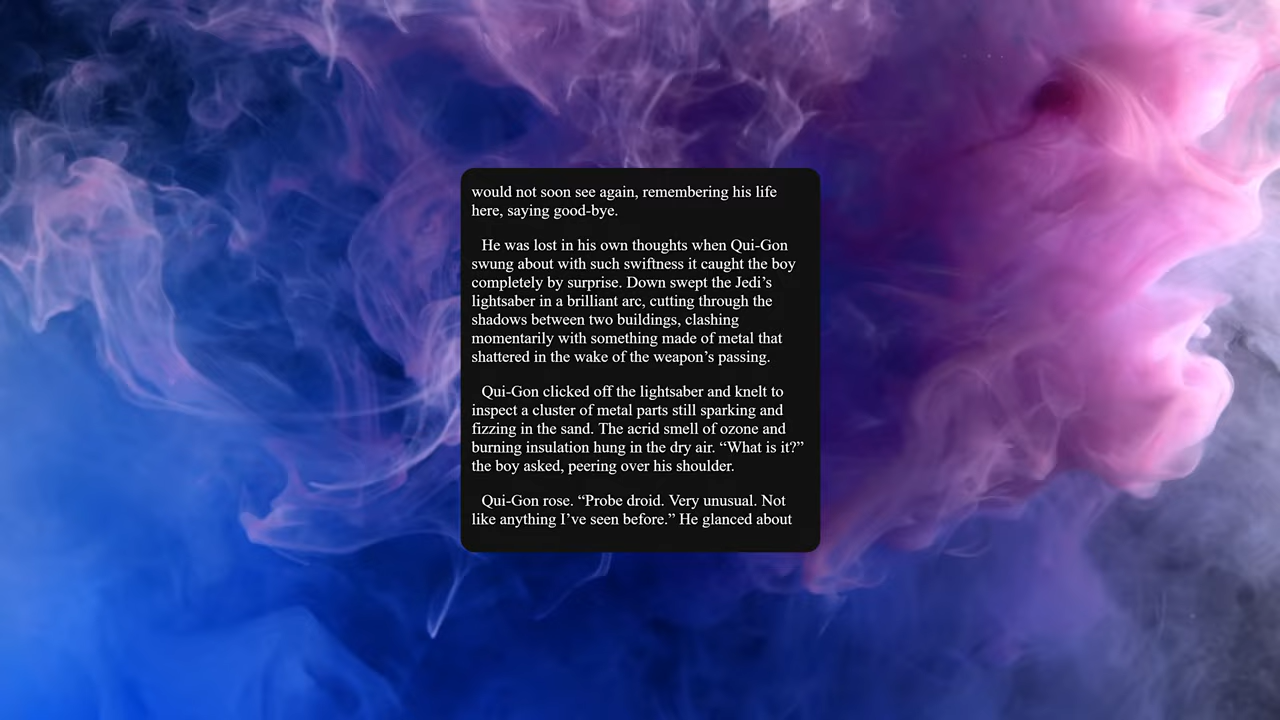 would not soon see again, remembering his life
here, saying good-bye.
He was lost in his own thoughts when Qui-Gon
swung about with such swiftness it caught the boy
completely by surprise. Down swept the Jedi’s
lightsaber in a brilliant arc, cutting through the
shadows between two buildings, clashing
momentarily with something made of metal that
shattered in the wake of the weapon’s passing.
Qui-Gon clicked off the lightsaber and knelt to
inspect a cluster of metal parts still sparking and
fizzing in the sand. The acrid smell of ozone and
burning insulation hung in the dry air. “What is it?”
the boy asked, peering over his shoulder.
Qui-Gon rose. “Probe droid. Very unusual. Not
like anything I’ve seen before.” He glanced about